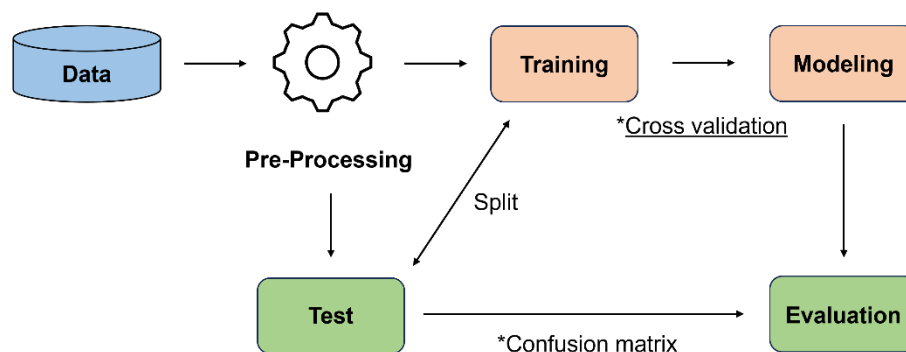 Data
Training
Modeling
*Cross validation
Pre-Processing
Split
Test
Evaluation
*Confusion matrix